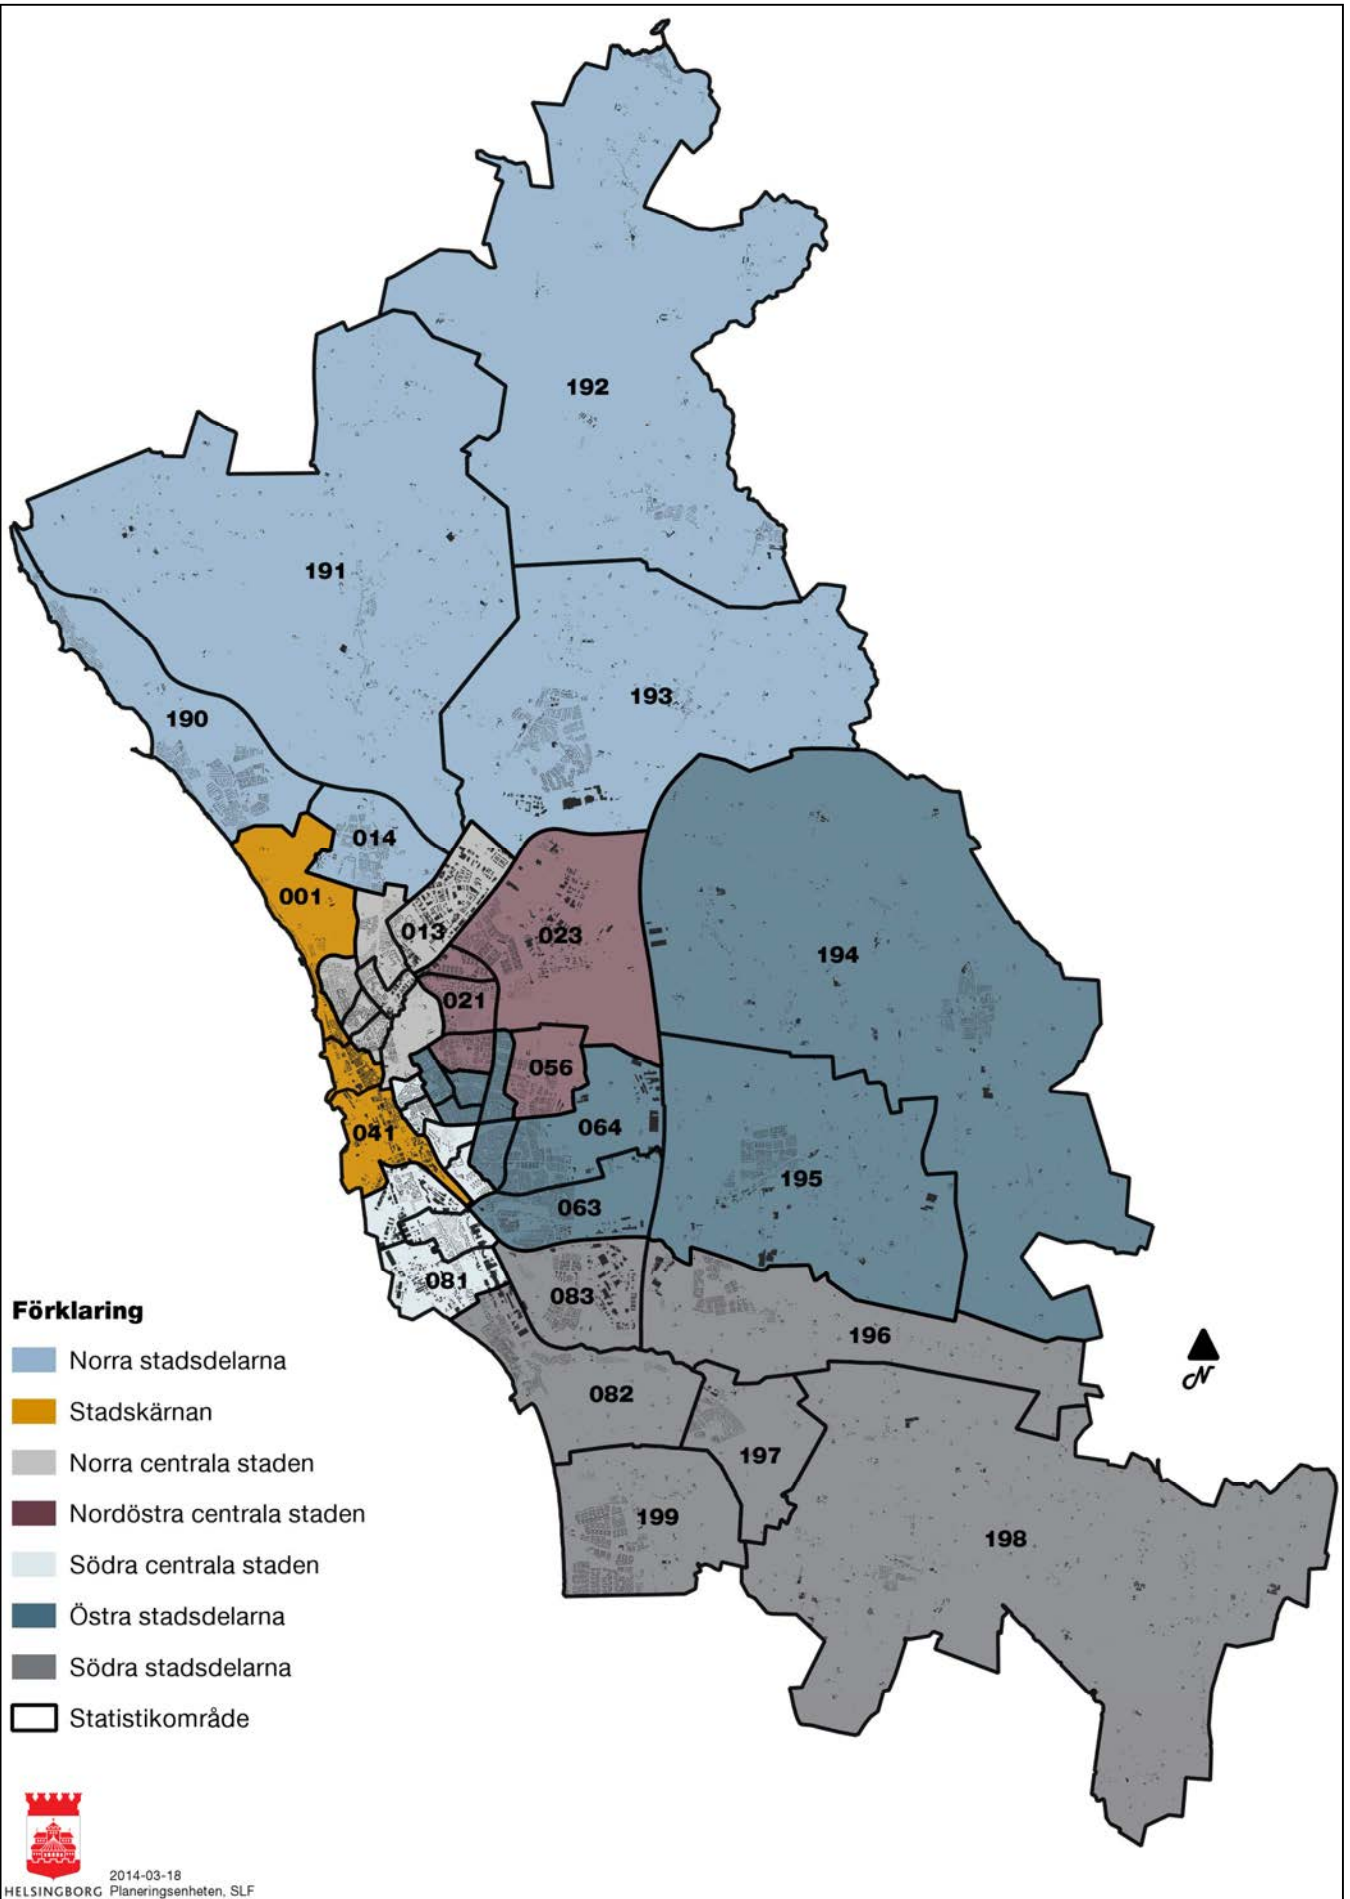 192
191
193
190
014
001
013
023
194
021
056
041
064
195
063
081
083
196
082
197
199
198
Förklaring
Norra stadsdelarna
Stadskärnan
Norra centrala staden
Nordöstra centrala staden
Södra centrala staden
Östra stadsdelarna
Södra stadsdelarna
Statistikområde
N
2014-03-18
HELSINGBORG Planeringsenheten, SLF